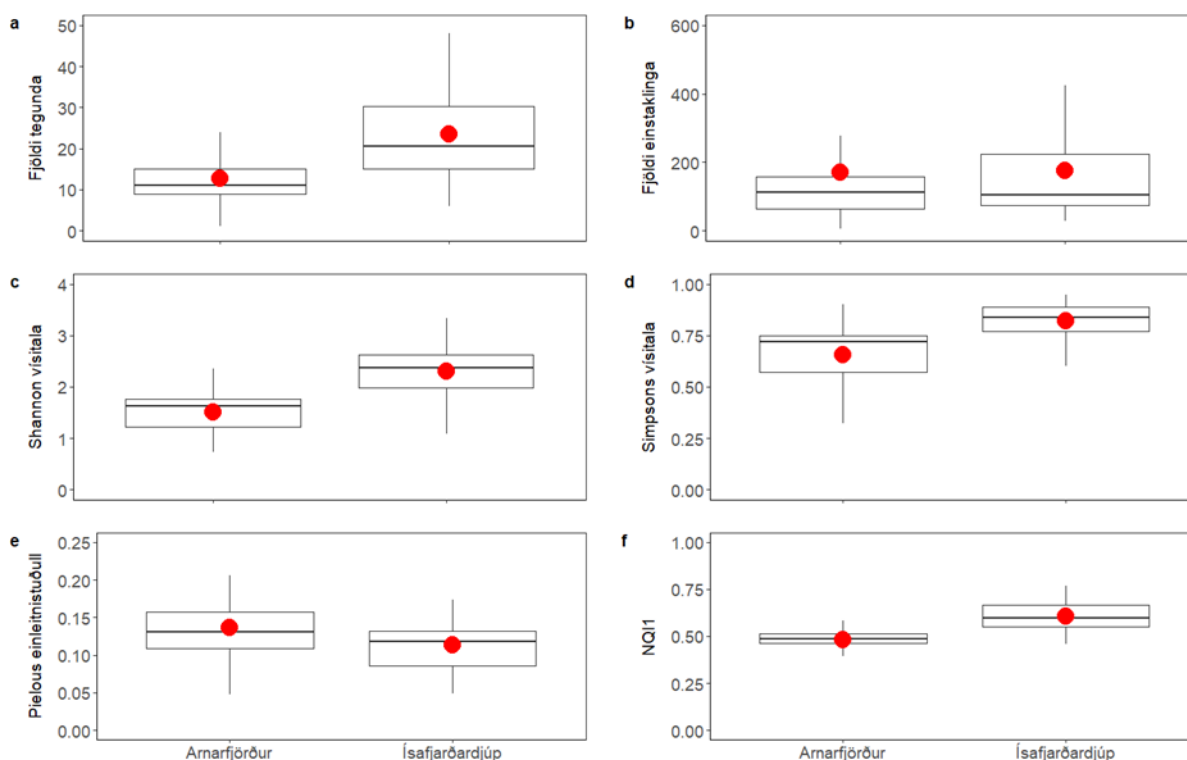 a
Fjöldi tegunda
50
40
30
20
10
0
b
Fjöldi einstaklinga
600
400
200
0
c
Shannon vísitala
4
3
2
1
0
d
Simpsons vísitala
1.00
0.75
0.50
0.25
0.00
e
Pielous einleitnistuðull
0.25
0.20
0.15
0.10
0.05
0.00
Arnarfjörður
Ísafjarðardjúp
f
NQI1
1.00
0.75
0.50
0.25
0.00
Arnarfjörður
Ísafjarðardjúp